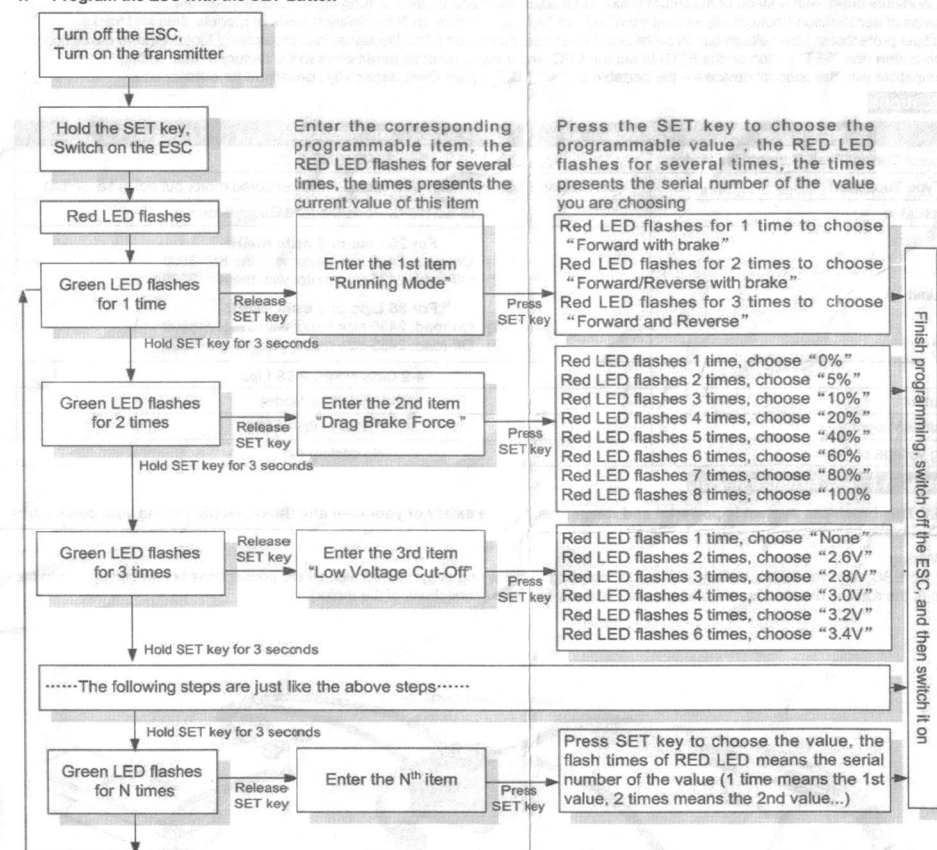 Turn off the ESC,
Turn on transmitter
Hold the SET key,
Switch on the ESC
Enter the corresponding
programmable item, the
RED LED flashes for several
times, the times presents the
current value of this item
Press the SET key to choose the
programmable value , the RED LED
flashes for several times, the times
presents the serial number of the value
you are choosing
Red LED flashes
Green LED flashes
for 1 time
Release
SET key
Enter the 1st item
"Running Mode"
Press
SET key
Red LED flashes for 1 time to choose
"Forward with brake"
Red LED flashes for 2 times to choose
"Forward/Reverse with brake"
Red LED flashes for 3 times to choose
"Forward and Reverse"
Hold SET key for 3 seconds
Green LED flashes
for 2 times
Release
SET key
Enter the 2nd item
"Drag Brake Force "
Press
SET key
Red LED flashes 1 time, choose "0%"
Red LED flashes 2 times, choose "5%"
Red LED flashes 3 times, choose "10%"
Red LED flashes 4 times, choose "20%"
Red LED flashes 5 times, choose "40%"
Red LED flashes 6 times, choose "60%
Red LED flashes 7 times, choose "80%"
Red LED flashes 8 times, choose "100%
Hold SET key for 3 seconds
Green LED flashes
for 3 times
Release
SET key
Enter the 3rd item
"Low Voltage Cut-Off"
Press
SET key
Red LED flashes 1 time, choose "None"
Red LED flashes 2 times, choose "2.6V"
Red LED flashes 3 times, choose "2.8/V"
Red LED flashes 4 times, choose "3.0V"
Red LED flashes 5 times, choose "3.2V"
Red LED flashes 6 times, choose "3.4V"
Hold SET key for 3 seconds
······The following steps are just like the above steps······
Hold SET key for 3 seconds
Green LED flashes
for N times
Release
SET key
Enter the Nth item
Press
SET key
Press SET key to choose the value, the
flash times of RED LED means the serial
number of the value (1 time means the 1st
value, 2 times means the 2nd value...)
Finish programming, switch off the ESC, and then switch it on